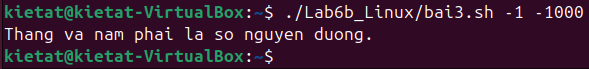 kietat@kietat-VirtualBox:~$ ./Lab6b_Linux/bai3.sh -1 -1000
Thang va nam phai la so nguyen duong.
kietat@kietat-VirtualBox:~$